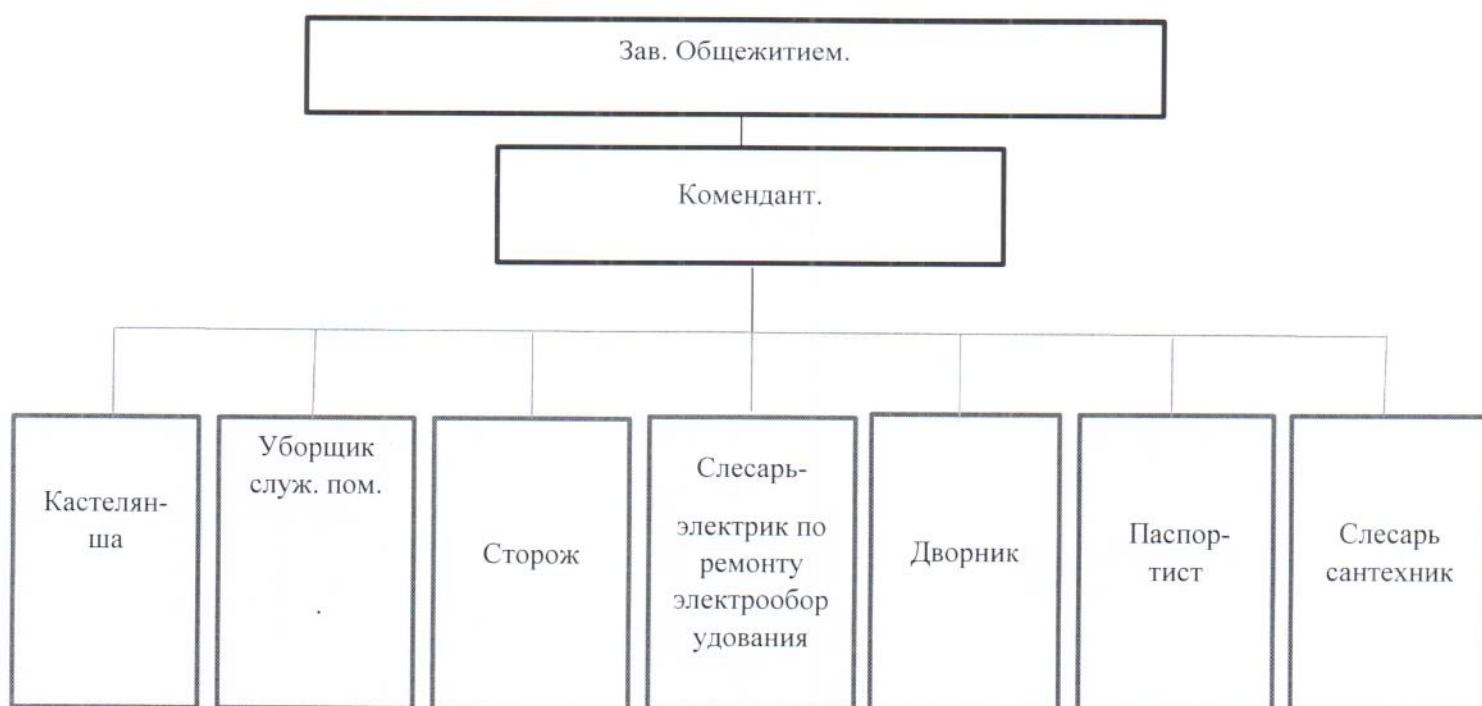 Зав. Общежитием.
Комендант.
Кастелян-
ша
Уборщик
служ. пом.
.
Сторож
Слесарь-
электрик по
ремонту
электрообор
удования
Дворник
Паспор-
тист
Слесарь
сантехник